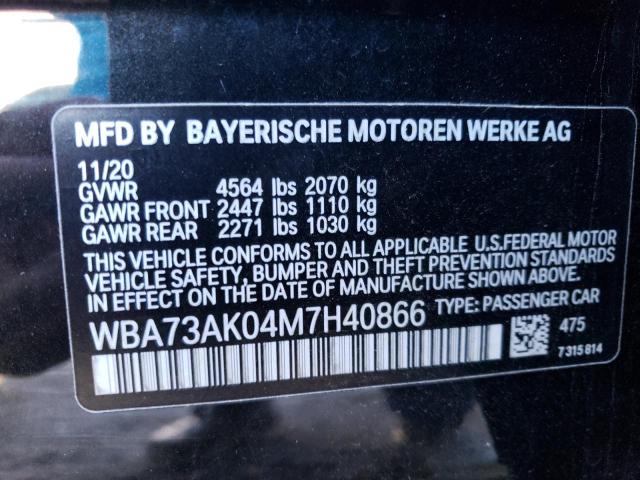 MFD BY BAYERISCHE MOTOREN WERKE AG
11/20
GVWR 4564 lbs 2070 kg
GAWR FRONT 2447 lbs 1110 kg
GAWR REAR 2271 lbs 1030 kg
THIS VEHICLE CONFORMS TO ALL APPLICABLE U.S.FEDERAL MOTOR
VEHICLE SAFETY, BUMPER AND THEFT PREVENTION STANDARDS
IN EFFECT ON THE DATE OF MANUFACTURE SHOWN ABOVE.
WBA73AK04M7H40866 TYPE: PASSENGER CAR
475
7315814